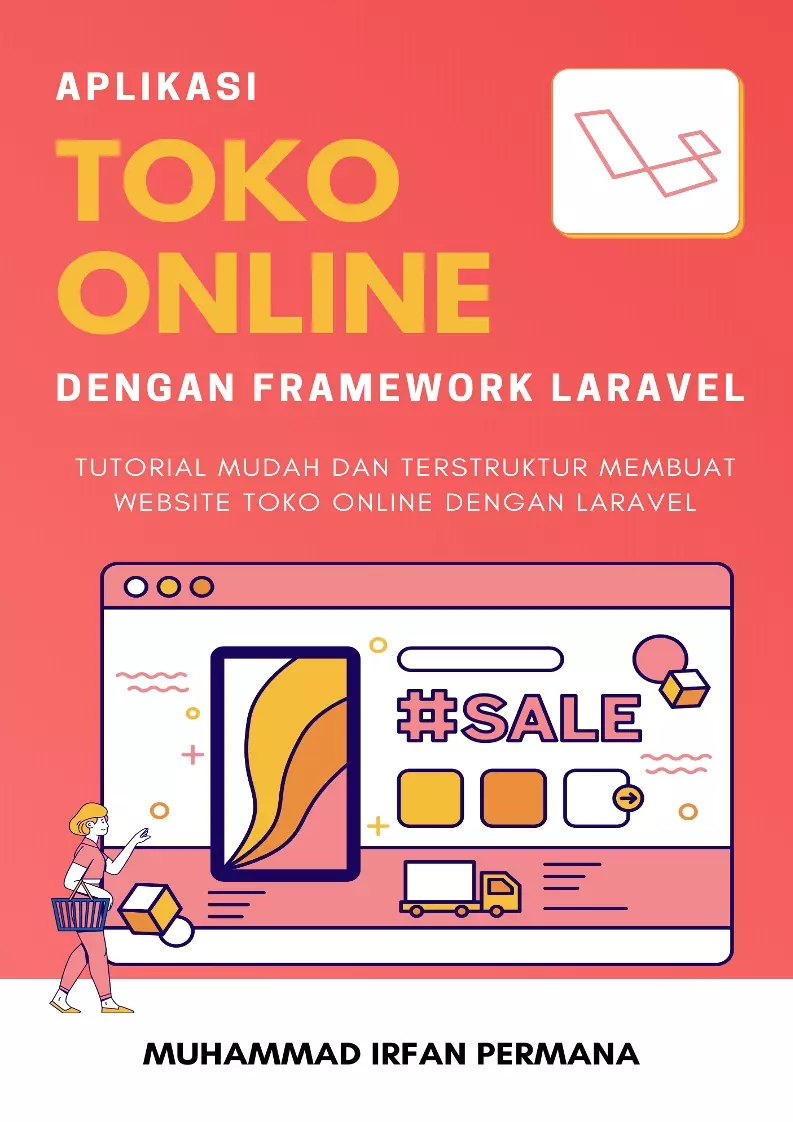 APLIKASI
TOKO
ONLINE
DENGAN FRAMEWORK LARAVEL
TUTORIAL MUDAH DAN TERSTRUKTUR MEMBUAT
WEBSITE TOKO ONLINE DENGAN LARAVEL
#SALE
MUHAMMAD IRFAN PERMANA